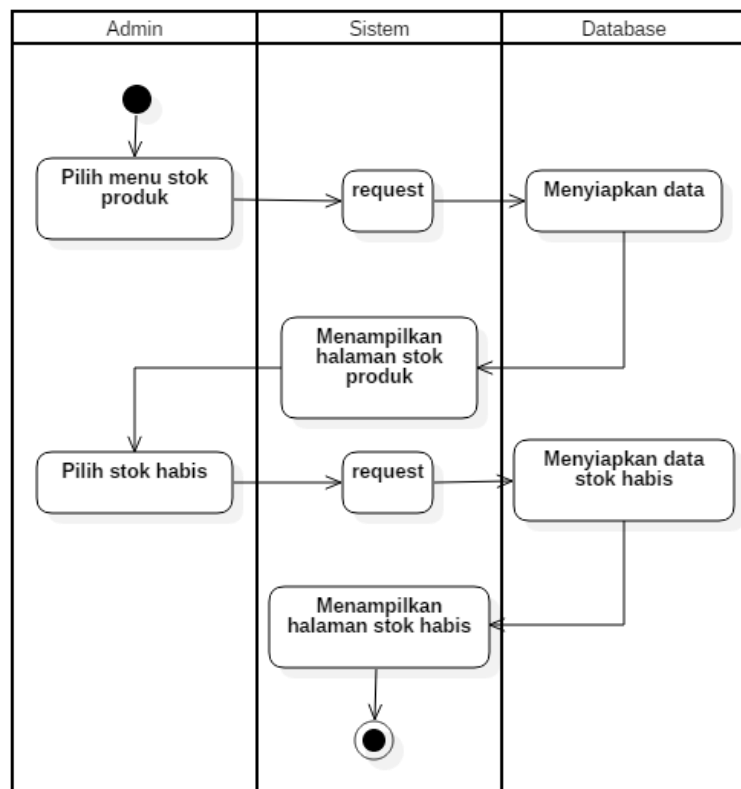 Admin
Sistem
Database
Pilih menu stok
produk
request
Menyiapkan data
Menampilkan
halaman stok
produk
Pilih stok habis
request
Menyiapkan data
stok habis
Menampilkan
halaman stok habis